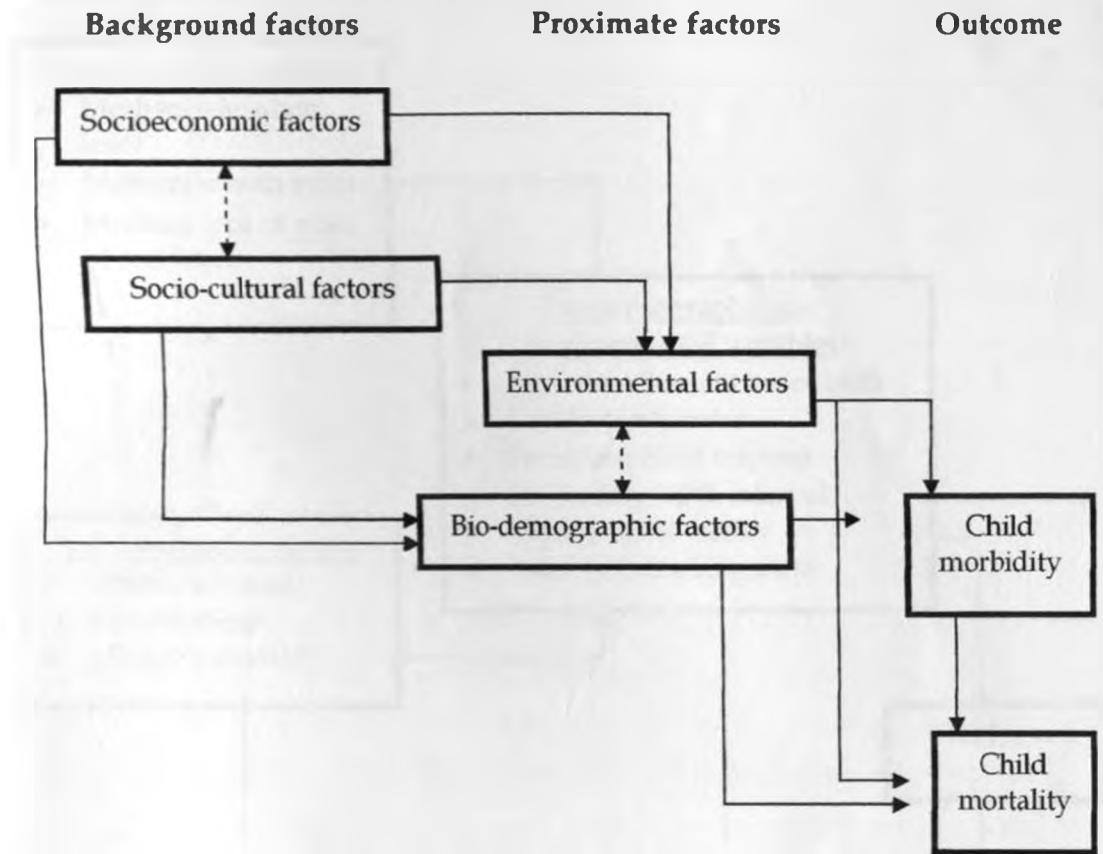 Background factors
Proximate factors
Outcome
Socioeconomic factors
Socio-cultural factors
Environmental factors
Bio-demographic factors
Child
morbidity
Child
mortality